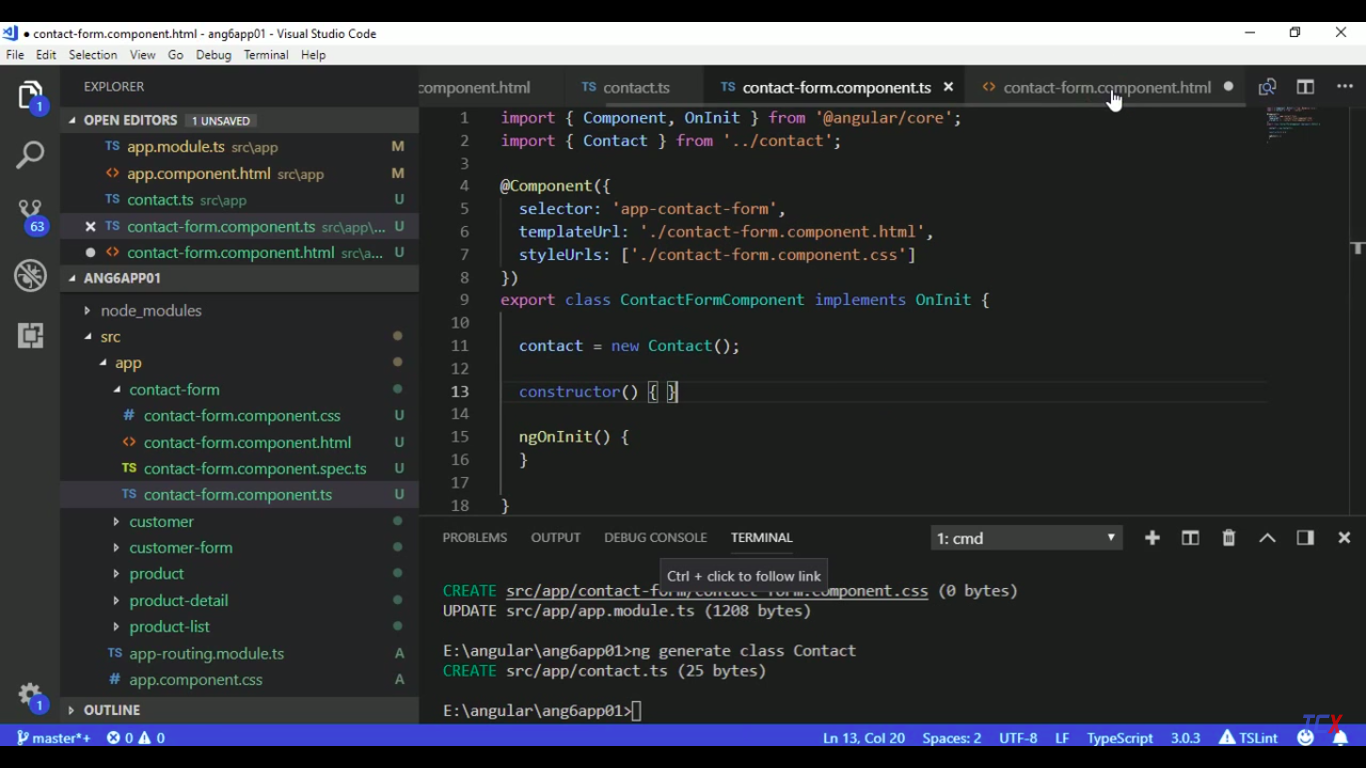 contact-form.component.html - ang6app01 - Visual Studio Code
File Edit Selection View Go Debug Terminal Help
1
63
1
EXPLORER
OPEN EDITORS 1 UNSAVED
TS app.module.ts src\app M
<> app.component.html src\app M
TS contact.ts src\app U
TS contact-form.component.ts src\app\... U
<> contact-form.component.html src\a... U
ANG6APP01
node_modules
src
app
contact-form
# contact-form.component.css U
<> contact-form.component.html U
TS contact-form.component.spec.ts U
TS contact-form.component.ts U
customer
customer-form
product
product-detail
product-list
TS app-routing.module.ts A
# app.component.css A
OUTLINE
component.html TS contact.ts TS contact-form.component.ts <> contact-form.component.html
1 import { Component, OnInit } from '@angular/core';
2 import { Contact } from '../contact';
3
4 @Component({
5 selector: 'app-contact-form',
6 templateUrl: './contact-form.component.html',
7 styleUrls: ['./contact-form.component.css']
8 })
9 export class ContactFormComponent implements OnInit {
10
11 contact = new Contact();
12
13 constructor() { }
14
15 ngOnInit() {
16 }
17
18 }
PROBLEMS OUTPUT DEBUG CONSOLE TERMINAL 1: cmd
Ctrl + click to follow link
CREATE src/app/contact-form/contact-form.component.css (0 bytes)
UPDATE src/app/app.module.ts (1208 bytes)
E:\angular\ang6app01>ng generate class Contact
CREATE src/app/contact.ts (25 bytes)
E:\angular\ang6app01>
master*+ 0 0 Ln 13, Col 20 Spaces: 2 UTF-8 LF TypeScript 3.0.3 TSLint
TCX